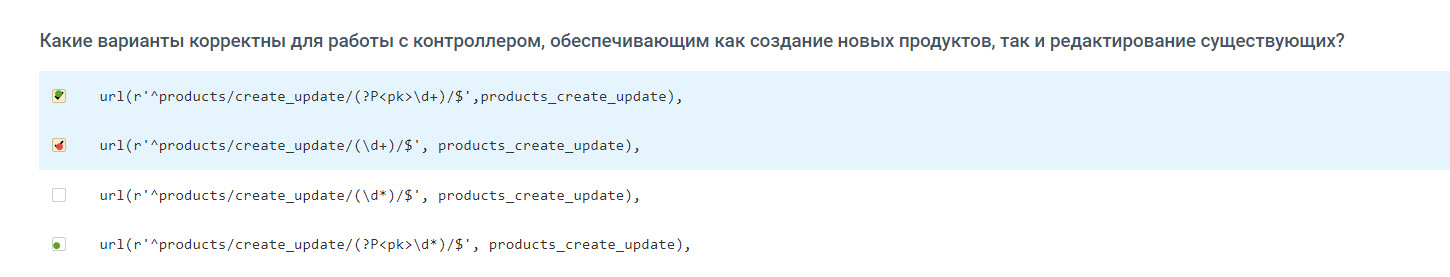 Какие варианты корректны для работы с контроллером, обеспечивающим как создание новых продуктов, так и редактирование существующих?
url(r'^products/create_update/(?P<pk>\d+)/$',products_create_update),
url(r'^products/create_update/(\d+)/$', products_create_update),
url(r'^products/create_update/(\d*)/$', products_create_update),
url(r'^products/create_update/(?P<pk>\d*)/$', products_create_update),